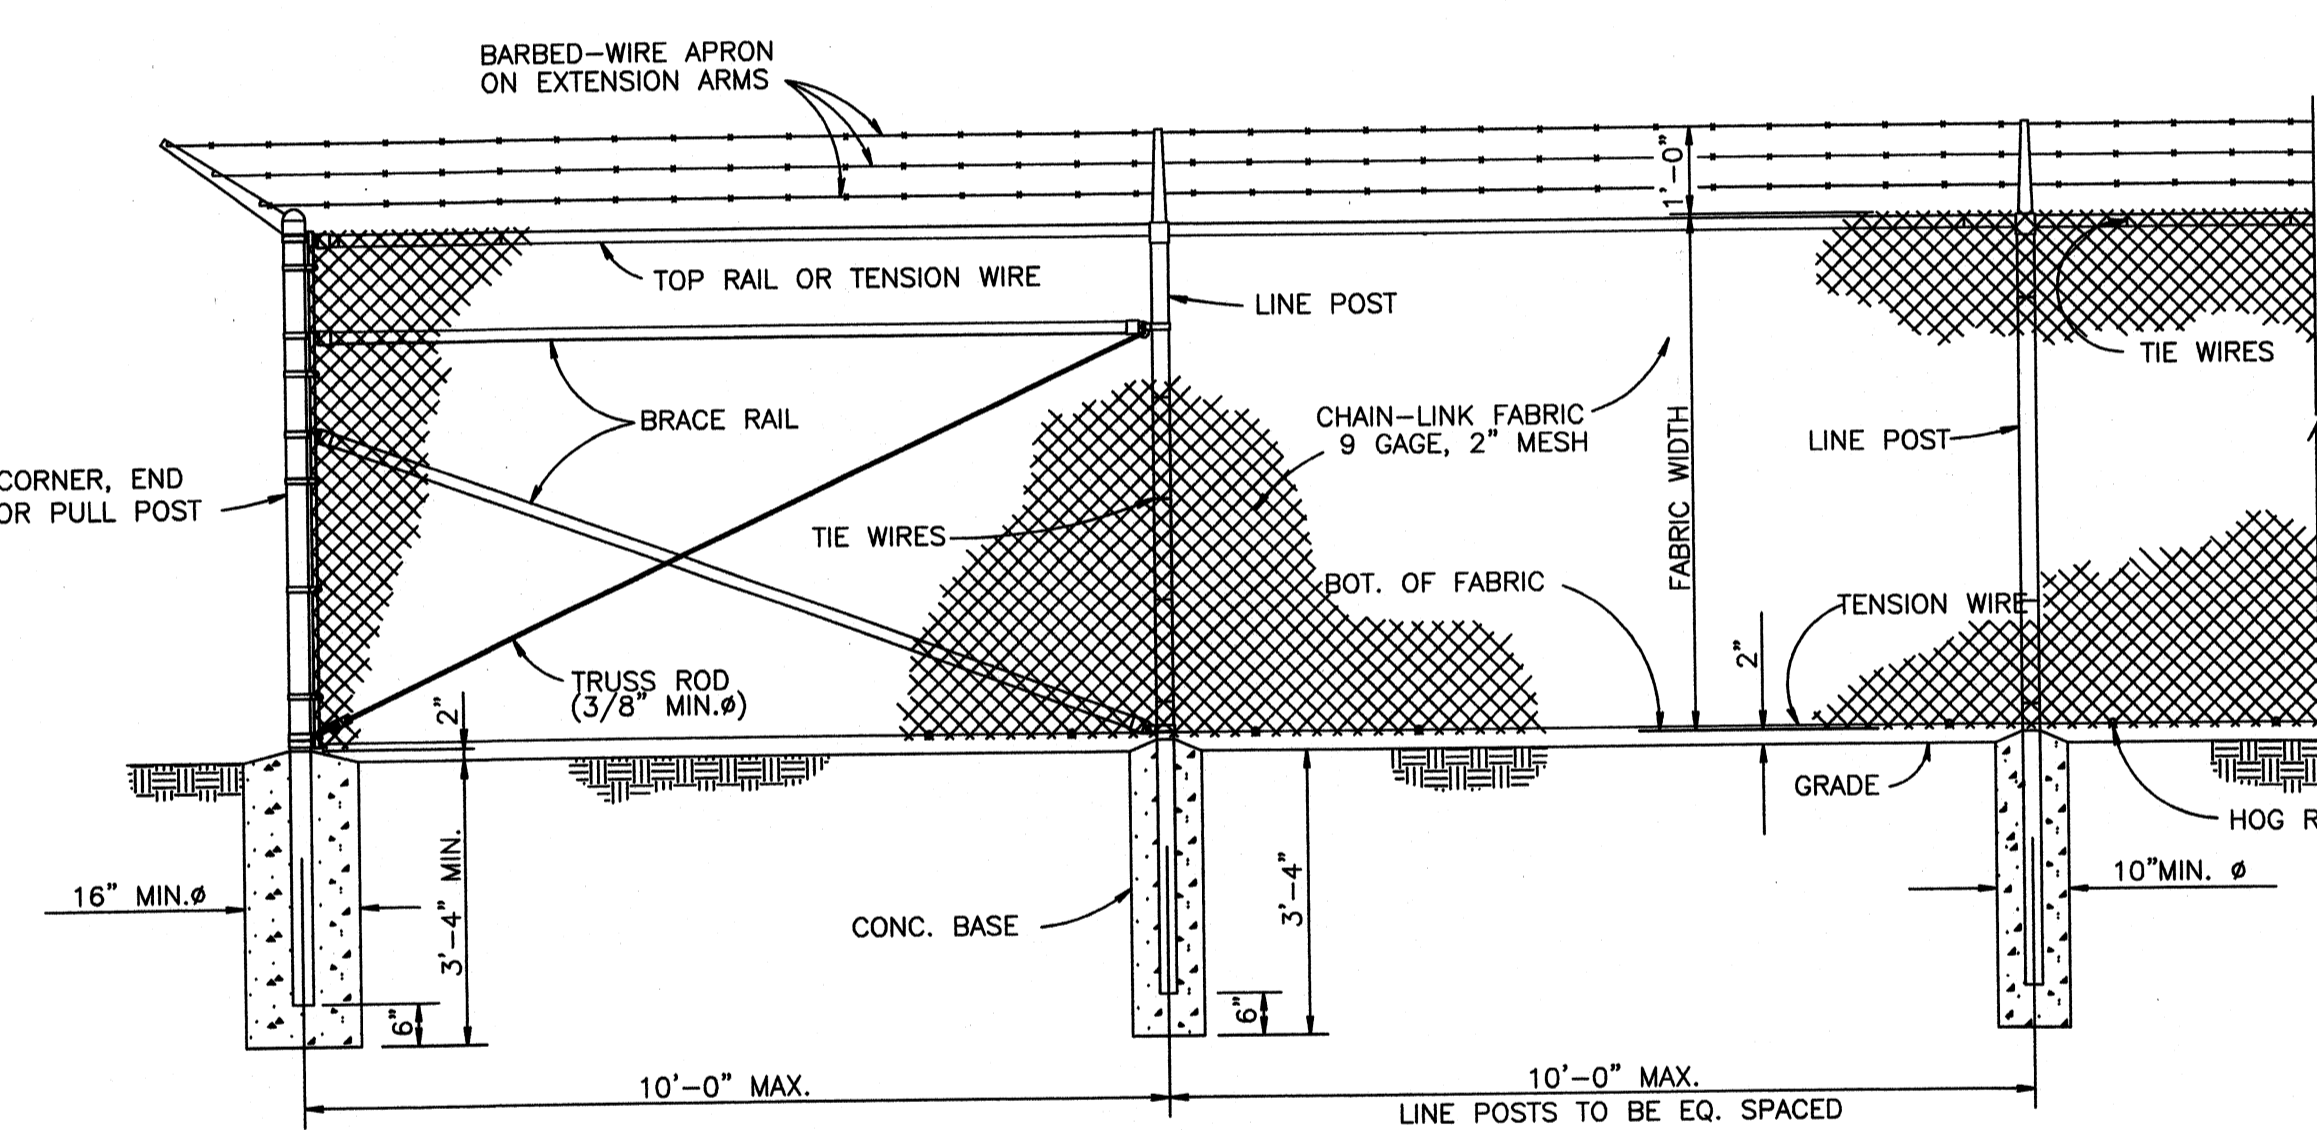 BARBED-WIRE APRON
ON EXTENSION ARMS
1'-0"
TOP RAIL OR TENSION WIRE
LINE POST
TIE WIRES
BRACE RAIL
CHAIN-LINK FABRIC
9 GAGE, 2" MESH
FABRIC WIDTH
LINE POST
CORNER, END
OR PULL POST
TIE WIRES
BOT. OF FABRIC
TENSION WIRE
2"
TRUSS ROD
(3/8" MIN.ø)
2"
GRADE
HOG R
16" MIN.ø
3'-4" MIN.
6"
CONC. BASE
3'-4"
6"
10"MIN. ø
10'-0" MAX.
10'-0" MAX.
LINE POSTS TO BE EQ. SPACED